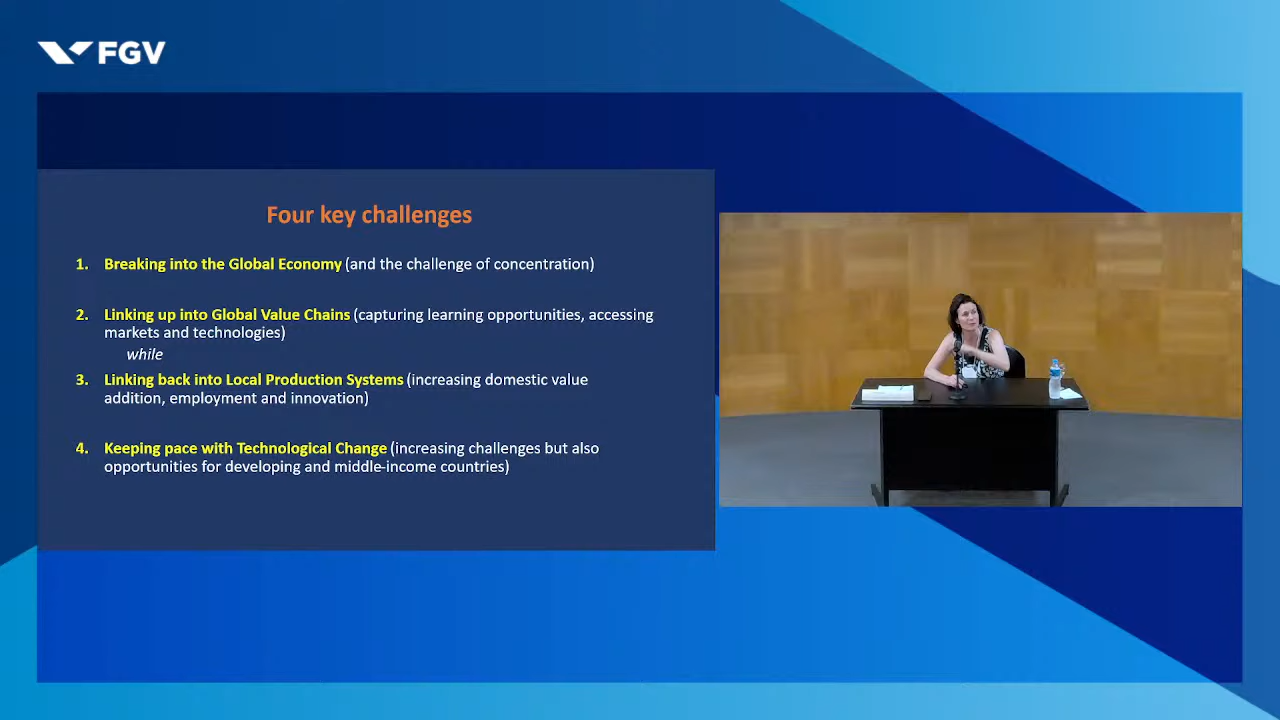 FGV
Four key challenges
1. Breaking into the Global Economy (and the challenge of concentration)
2. Linking up into Global Value Chains (capturing learning opportunities, accessing
markets and technologies)
while
3. Linking back into Local Production Systems (increasing domestic value
addition, employment and innovation)
4. Keeping pace with Technological Change (increasing challenges but also
opportunities for developing and middle-income countries)